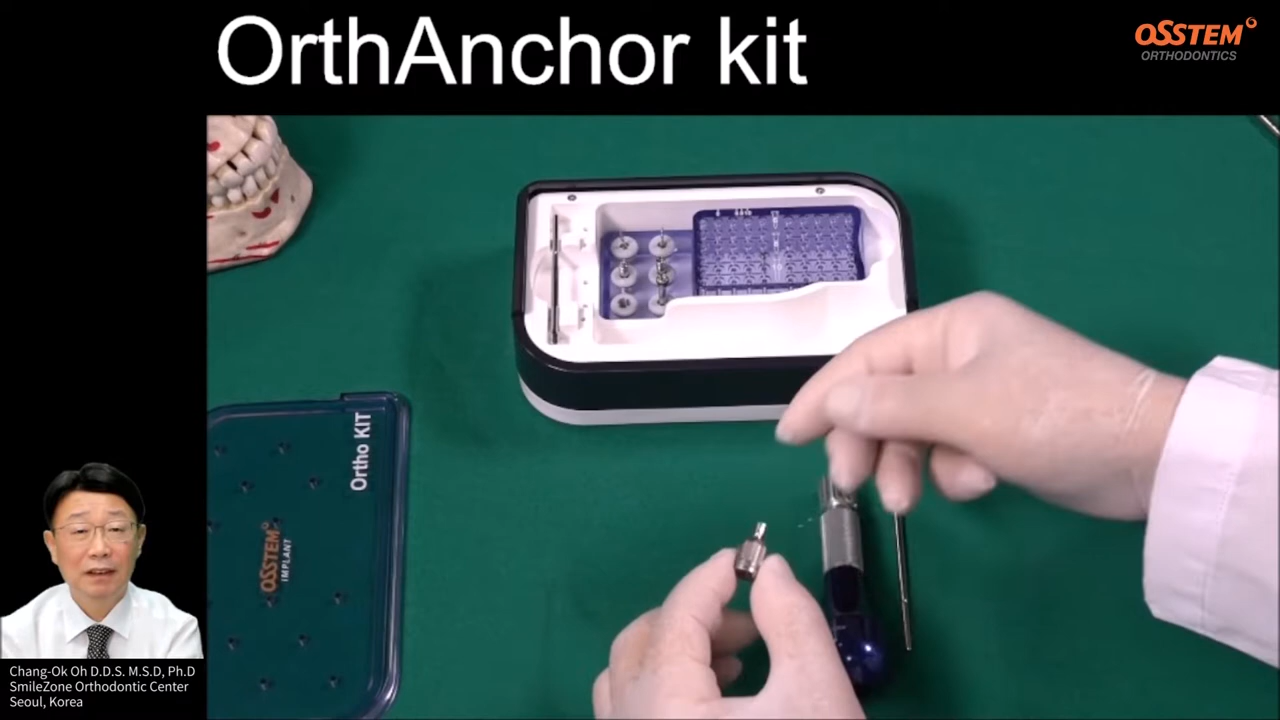 OrthAnchor kit
OSSTEM
ORTHODONTICS
Ortho KIT
OSSTEM
IMPLANT
Chang-Ok Oh D.D.S. M.S.D, Ph.D
SmileZone Orthodontic Center
Seoul, Korea